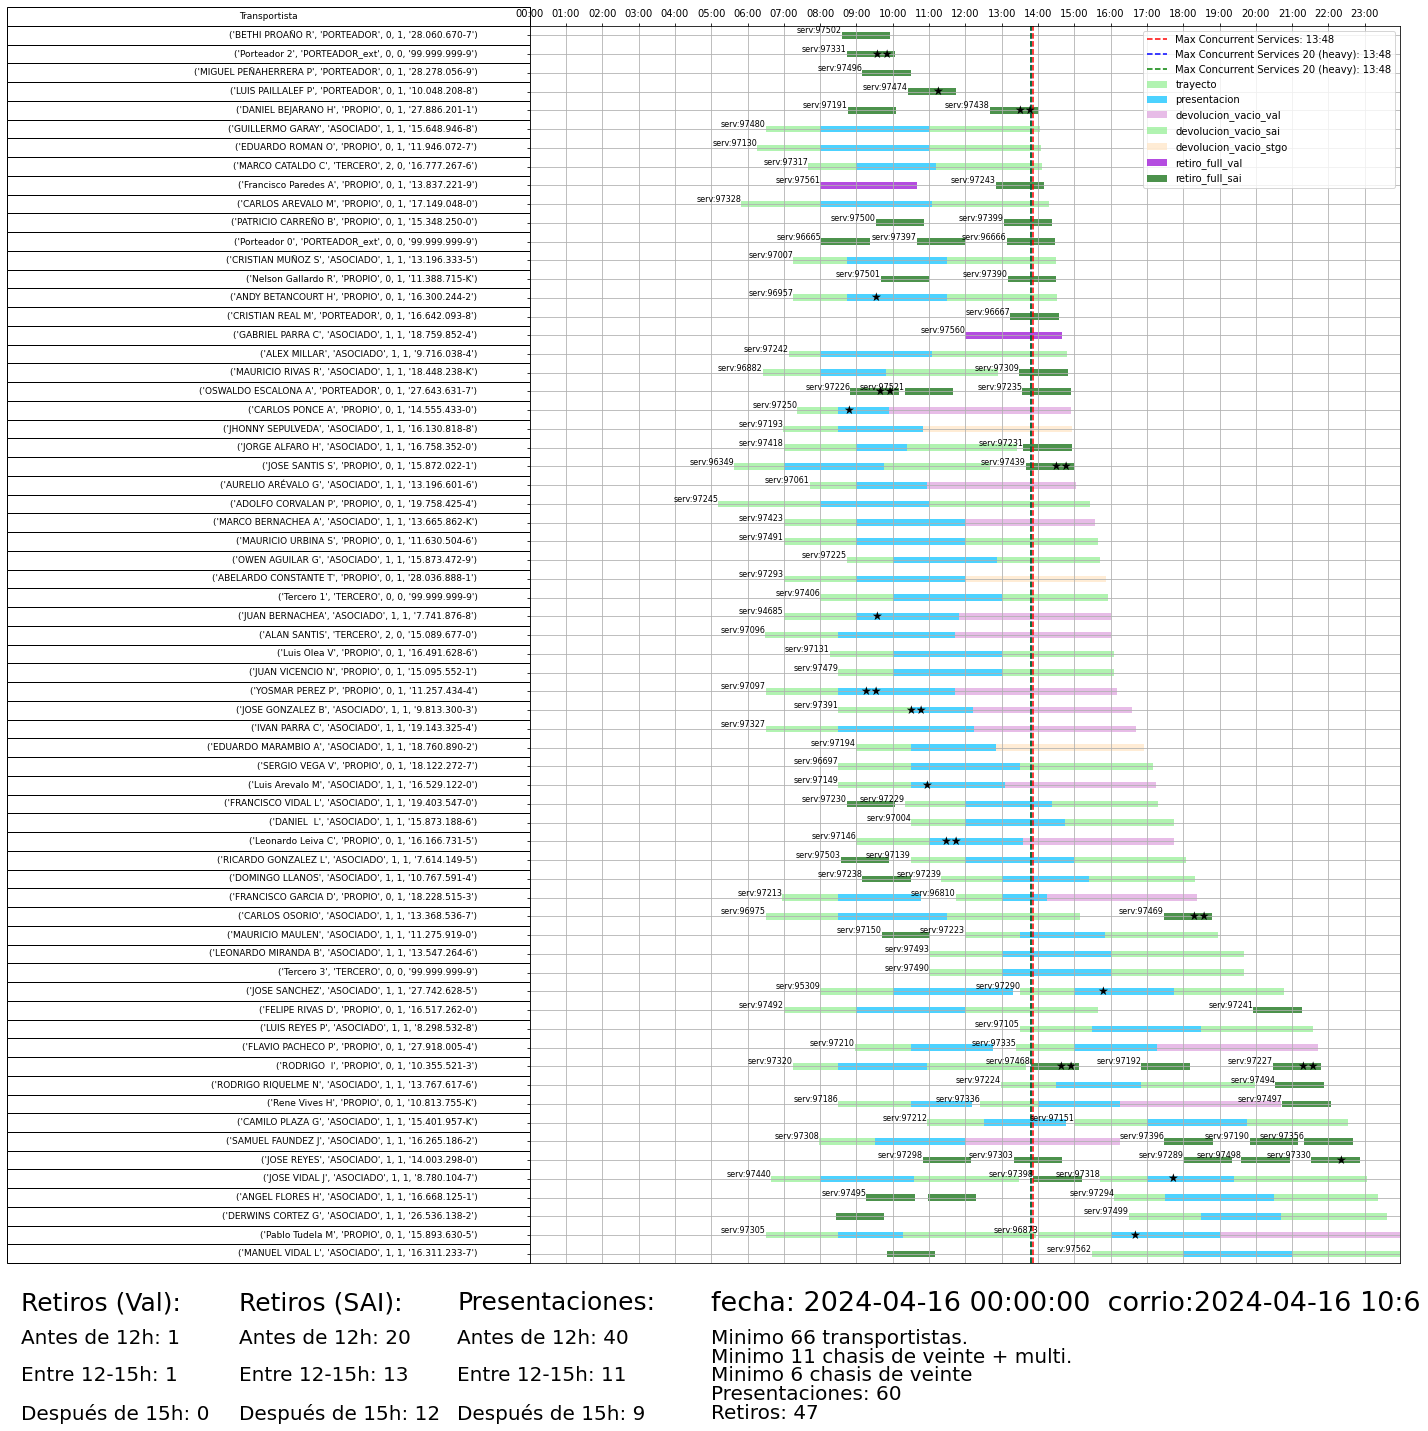 Transportista
00:00 01:00 02:00 03:00 04:00 05:00 06:00 07:00 08:00 09:00 10:00 11:00 12:00 13:00 14:00 15:00 16:00 17:00 18:00 19:00 20:00 21:00 22:00 23:00
Max Concurrent Services: 13:48
Max Concurrent Services 20 (heavy): 13:48
Max Concurrent Services 20 (heavy): 13:48
trayecto
presentacion
devolucion_vacio_val
devolucion_vacio_sai
devolucion_vacio_stgo
retiro_full_val
retiro_full_sai
('BETHI PROAÑO R', 'PORTEADOR', 0, 1, '28.060.670-7') serv:97502
('Porteador 2', 'PORTEADOR_ext', 0, 0, '99.999.999-9') serv:97331
('MIGUEL PEÑAHERRERA P', 'PORTEADOR', 0, 1, '28.278.056-9') serv:97496
('LUIS PAILLALEF P', 'PORTEADOR', 0, 1, '10.048.208-8') serv:97474
('DANIEL BEJARANO H', 'PROPIO', 0, 1, '27.886.201-1') serv:97191 serv:97438
('GUILLERMO GARAY', 'ASOCIADO', 1, 1, '15.648.946-8') serv:97480
('EDUARDO ROMAN O', 'PROPIO', 0, 1, '11.946.072-7') serv:97130
('MARCO CATALDO C', 'TERCERO', 2, 0, '16.777.267-6') serv:97317
('Francisco Paredes A', 'PROPIO', 0, 1, '13.837.221-9') serv:97561 serv:97243
('CARLOS AREVALO M', 'PROPIO', 0, 1, '17.149.048-0') serv:97328
('PATRICIO CARREÑO B', 'PROPIO', 0, 1, '15.348.250-0') serv:97500 serv:97399
('Porteador 0', 'PORTEADOR_ext', 0, 0, '99.999.999-9') serv:96665 serv:97397 serv:96666
('CRISTIAN MUÑOZ S', 'ASOCIADO', 1, 1, '13.196.333-5') serv:97007
('Nelson Gallardo R', 'PROPIO', 0, 1, '11.388.715-K') serv:97501 serv:97390
('ANDY BETANCOURT H', 'PROPIO', 0, 1, '16.300.244-2') serv:96957
('CRISTIAN REAL M', 'PORTEADOR', 0, 1, '16.642.093-8') serv:96667
('GABRIEL PARRA C', 'ASOCIADO', 1, 1, '18.759.852-4') serv:97560
('ALEX MILLAR', 'ASOCIADO', 1, 1, '9.716.038-4') serv:97242
('MAURICIO RIVAS R', 'ASOCIADO', 1, 1, '18.448.238-K') serv:96882 serv:97309
('OSWALDO ESCALONA A', 'PORTEADOR', 0, 1, '27.643.631-7') serv:97226 serv:97521 serv:97235
('CARLOS PONCE A', 'PROPIO', 0, 1, '14.555.433-0') serv:97250
('JHONNY SEPULVEDA', 'ASOCIADO', 1, 1, '16.130.818-8') serv:97193
('JORGE ALFARO H', 'ASOCIADO', 1, 1, '16.758.352-0') serv:97418 serv:97231
('JOSE SANTIS S', 'PROPIO', 0, 1, '15.872.022-1') serv:96349 serv:97439
('AURELIO ARÉVALO G', 'ASOCIADO', 1, 1, '13.196.601-6') serv:97061
('ADOLFO CORVALAN P', 'PROPIO', 0, 1, '19.758.425-4') serv:97245
('MARCO BERNACHEA A', 'ASOCIADO', 1, 1, '13.665.862-K') serv:97423
('MAURICIO URBINA S', 'PROPIO', 0, 1, '11.630.504-6') serv:97491
('OWEN AGUILAR G', 'ASOCIADO', 1, 1, '15.873.472-9') serv:97225
('ABELARDO CONSTANTE T', 'PROPIO', 0, 1, '28.036.888-1') serv:97293
('Tercero 1', 'TERCERO', 0, 0, '99.999.999-9') serv:97406
('JUAN BERNACHEA', 'ASOCIADO', 1, 1, '7.741.876-8') serv:94685
('ALAN SANTIS', 'TERCERO', 2, 0, '15.089.677-0') serv:97096
('Luis Olea V', 'PROPIO', 0, 1, '16.491.628-6') serv:97131
('JUAN VICENCIO N', 'PROPIO', 0, 1, '15.095.552-1') serv:97479
('YOSMAR PEREZ P', 'PROPIO', 0, 1, '11.257.434-4') serv:97097
('JOSE GONZALEZ B', 'ASOCIADO', 1, 1, '9.813.300-3') serv:97391
('IVAN PARRA C', 'ASOCIADO', 1, 1, '19.143.325-4') serv:97327
('EDUARDO MARAMBIO A', 'ASOCIADO', 1, 1, '18.760.890-2') serv:97194
('SERGIO VEGA V', 'PROPIO', 0, 1, '18.122.272-7') serv:96697
('Luis Arevalo M', 'ASOCIADO', 1, 1, '16.529.122-0') serv:97149
('FRANCISCO VIDAL L', 'ASOCIADO', 1, 1, '19.403.547-0') serv:97230 serv:97229
('DANIEL  L', 'ASOCIADO', 1, 1, '15.873.188-6') serv:97004
('Leonardo Leiva C', 'PROPIO', 0, 1, '16.166.731-5') serv:97146
('RICARDO GONZALEZ L', 'ASOCIADO', 1, 1, '7.614.149-5') serv:97503 serv:97139
('DOMINGO LLANOS', 'ASOCIADO', 1, 1, '10.767.591-4') serv:97238 serv:97239
('FRANCISCO GARCIA D', 'PROPIO', 0, 1, '18.228.515-3') serv:97213 serv:96810
('CARLOS OSORIO', 'ASOCIADO', 1, 1, '13.368.536-7') serv:96975 serv:97469
('MAURICIO MAULEN', 'ASOCIADO', 1, 1, '11.275.919-0') serv:97150 serv:97223
('LEONARDO MIRANDA B', 'ASOCIADO', 1, 1, '13.547.264-6') serv:97493
('Tercero 3', 'TERCERO', 0, 0, '99.999.999-9') serv:97490
('JOSE SANCHEZ', 'ASOCIADO', 1, 1, '27.742.628-5') serv:95309 serv:97290
('FELIPE RIVAS D', 'PROPIO', 0, 1, '16.517.262-0') serv:97492 serv:97241
('LUIS REYES P', 'ASOCIADO', 1, 1, '8.298.532-8') serv:97105
('FLAVIO PACHECO P', 'ASOCIADO', 1, 1, '27.918.005-4') serv:97210 serv:97335
('RODRIGO  I', 'PROPIO', 0, 1, '10.355.521-3') serv:97320 serv:97468 serv:97192 serv:97227
('RODRIGO RIQUELME N', 'ASOCIADO', 1, 1, '13.767.617-6') serv:97224 serv:97494
('Rene Vives H', 'PROPIO', 0, 1, '10.813.755-K') serv:97186 serv:97336 serv:97497
('CAMILO PLAZA G', 'ASOCIADO', 1, 1, '15.401.957-K') serv:97212 serv:97151
('SAMUEL FAUNDEZ J', 'ASOCIADO', 1, 1, '16.265.186-2') serv:97308 serv:97396 serv:97190 serv:97356
('JOSE REYES', 'ASOCIADO', 1, 1, '14.003.298-0') serv:97298 serv:97303 serv:97289 serv:97498 serv:97330
('JOSE VIDAL J', 'ASOCIADO', 1, 1, '8.780.104-7') serv:97440 serv:97398 serv:97318
('ANGEL FLORES H', 'ASOCIADO', 1, 1, '16.668.125-1') serv:97495 serv:97294
('DERWINS CORTEZ G', 'ASOCIADO', 1, 1, '26.536.138-2') serv:97499
('Pablo Tudela M', 'PROPIO', 0, 1, '15.893.630-5') serv:97305 serv:96873
('MANUEL VIDAL L', 'ASOCIADO', 1, 1, '16.311.233-7') serv:97562
Retiros (Val): Retiros (SAI): Presentaciones: fecha: 2024-04-16 00:00:00  corrio:2024-04-16 10:6
Antes de 12h: 1 Antes de 12h: 20 Antes de 12h: 40 Minimo 66 transportistas.
Minimo 11 chasis de veinte + multi.
Entre 12-15h: 1 Entre 12-15h: 13 Entre 12-15h: 11 Minimo 6 chasis de veinte
Presentaciones: 60
Después de 15h: 0 Después de 15h: 12 Después de 15h: 9 Retiros: 47